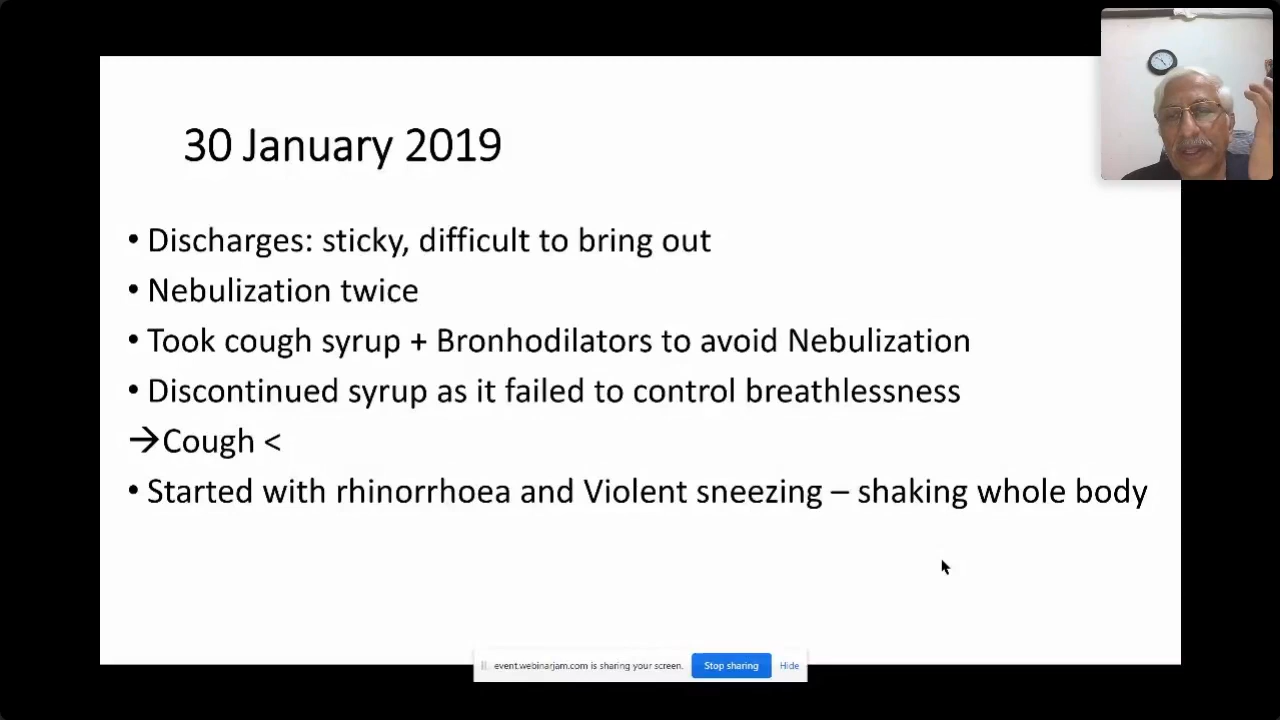 30 January 2019
• Discharges: sticky, difficult to bring out
• Nebulization twice
• Took cough syrup + Bronhodilators to avoid Nebulization
• Discontinued syrup as it failed to control breathlessness
→Cough <
• Started with rhinorrhoea and Violent sneezing – shaking whole body
event.webinarjam.com is sharing your screen. Stop sharing Hide